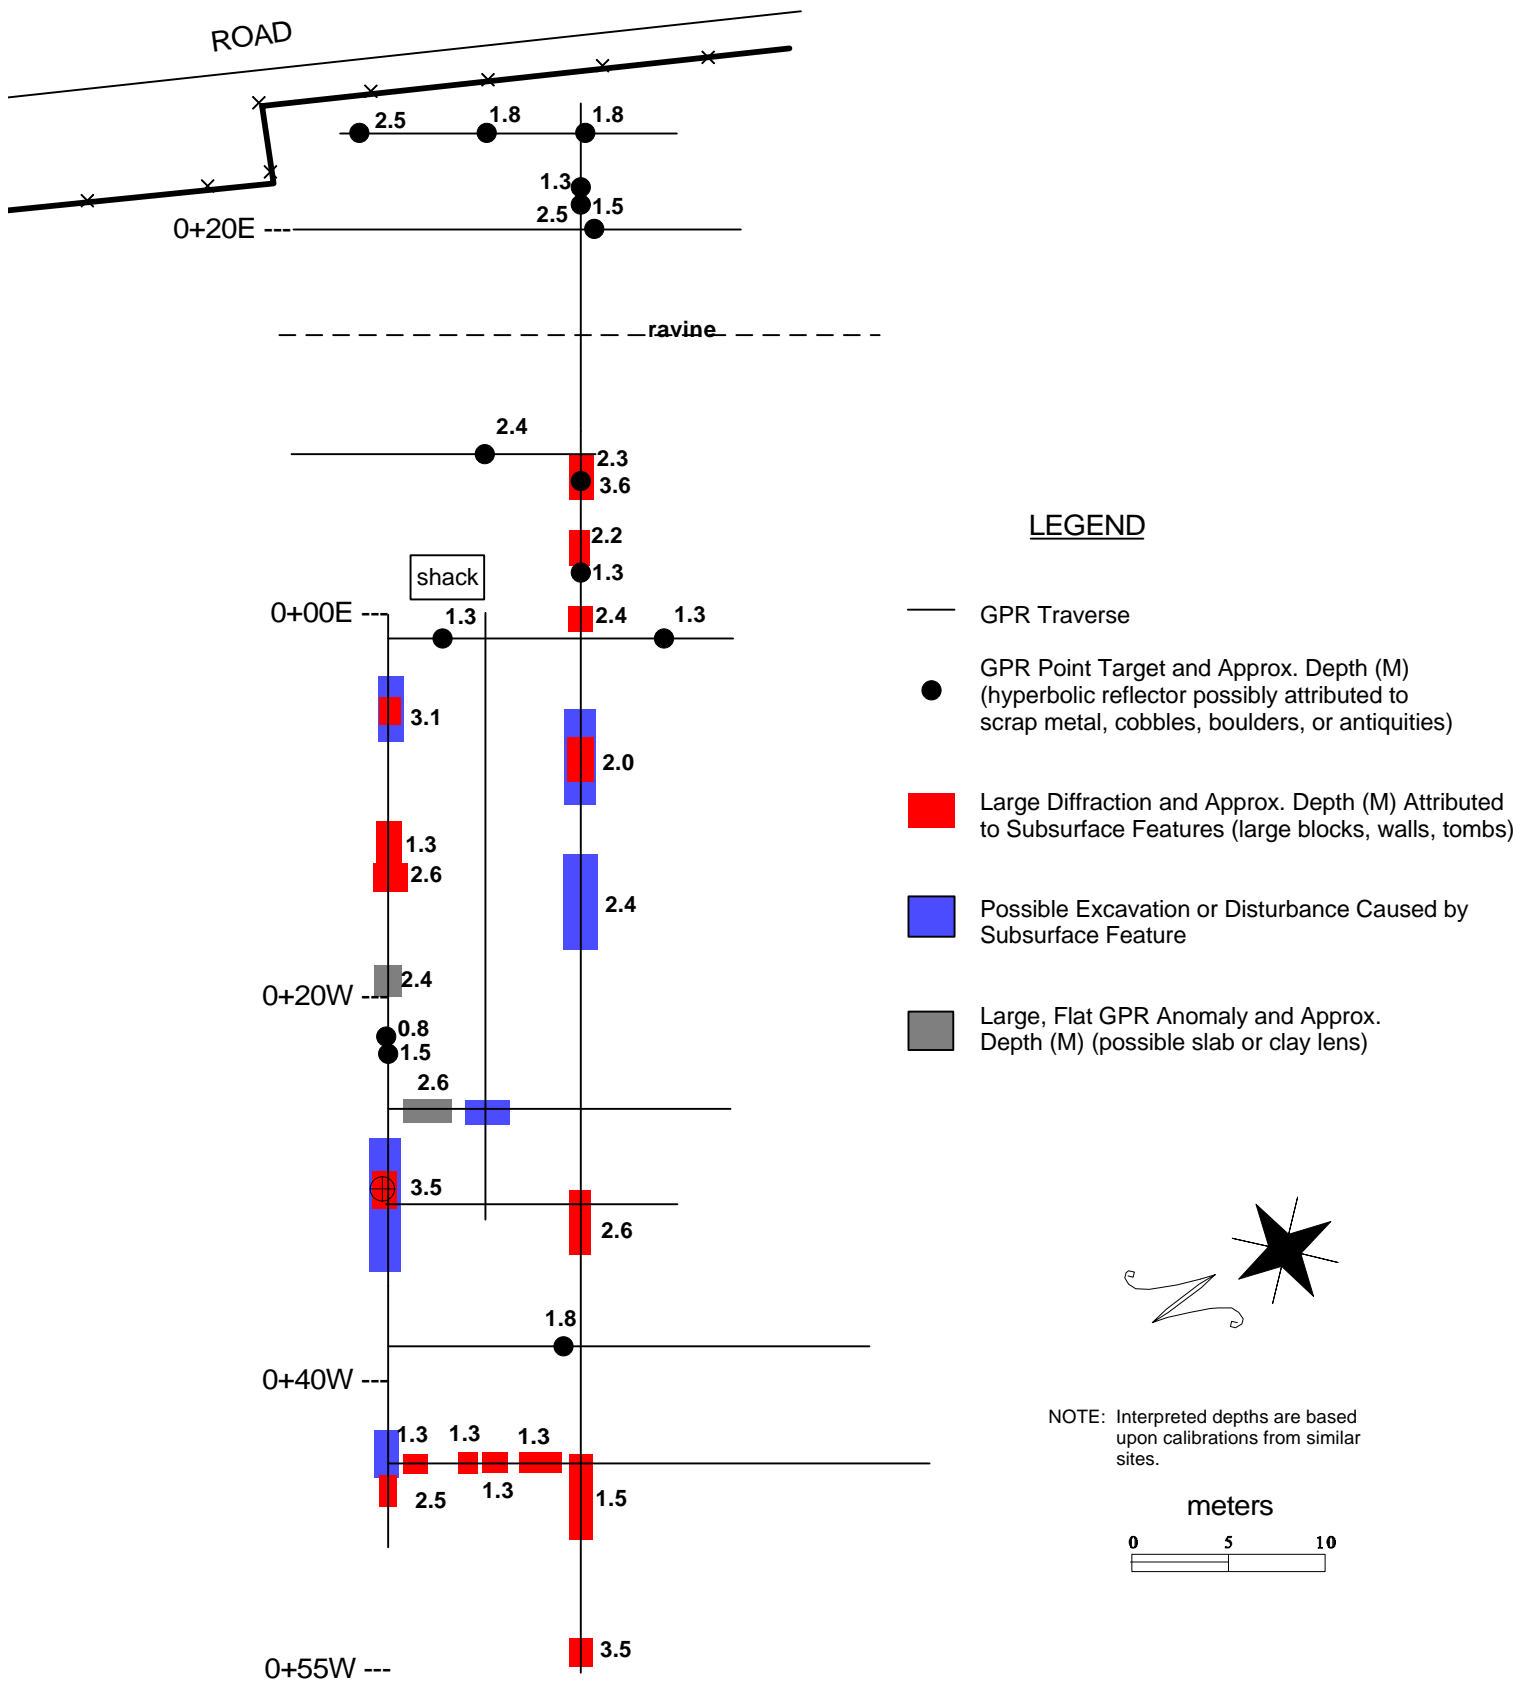 ROAD
2.5
1.8
1.8
1.3
1.5
2.5
0+20E ---
ravine
2.4
2.3
3.6
2.2
1.3
shack
0+00E ---
2.4
1.3
1.3
3.1
2.0
1.3
2.6
2.4
2.4
0+20W ---
0.8
1.5
2.6
3.5
2.6
1.8
0+40W ---
1.3
1.3
1.3
2.5
1.3
1.5
3.5
0+55W ---
LEGEND
GPR Traverse
GPR Point Target and Approx. Depth (M)
(hyperbolic reflector possibly attributed to
scrap metal, cobbles, boulders, or antiquities)
Large Diffraction and Approx. Depth (M) Attributed
to Subsurface Features (large blocks, walls, tombs)
Possible Excavation or Disturbance Caused by
Subsurface Feature
Large, Flat GPR Anomaly and Approx.
Depth (M) (possible slab or clay lens)
N
NOTE: Interpreted depths are based
upon calibrations from similar
sites.
meters
0 5 10